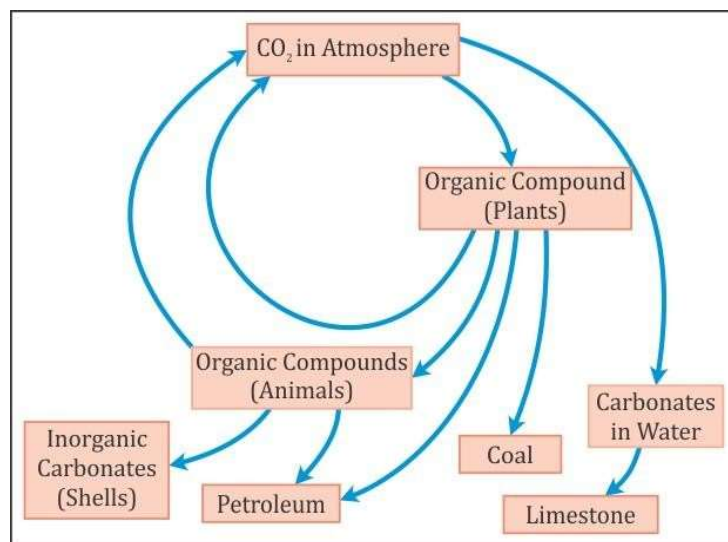 CO₂ in Atmosphere
Organic Compound
(Plants)
Organic Compounds
(Animals)
Carbonates
in Water
Inorganic
Carbonates
(Shells)
Coal
Petroleum
Limestone